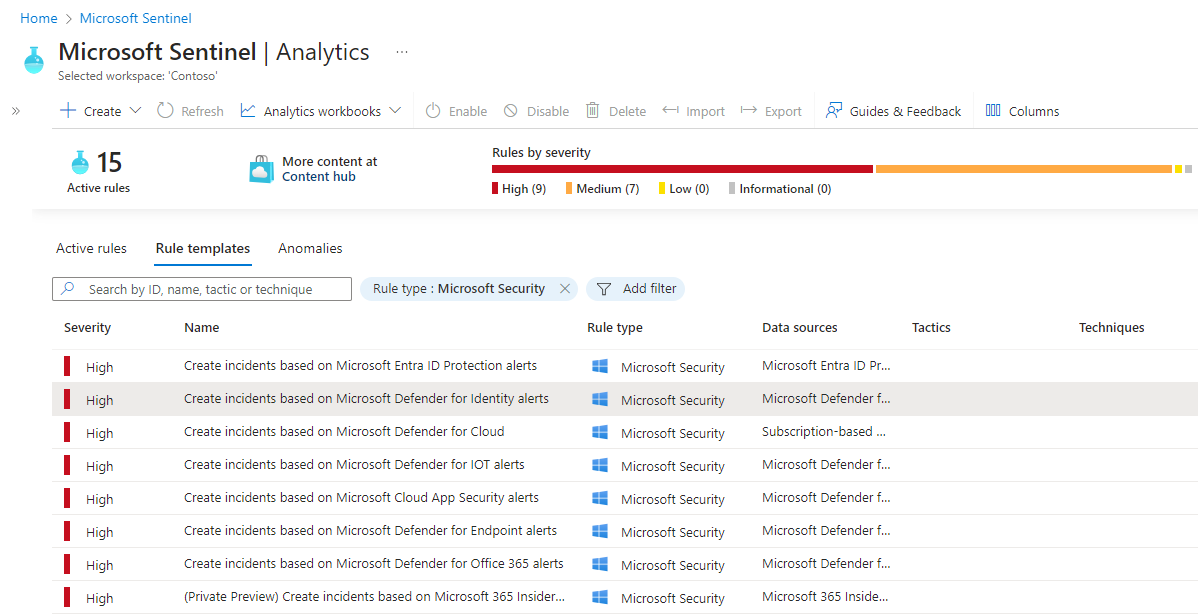 Home > Microsoft Sentinel
Microsoft Sentinel | Analytics ...
Selected workspace: 'Contoso'
» Create Refresh Analytics workbooks Enable Disable Delete Import Export Guides & Feedback Columns
15
Active rules
More content at
Content hub
Rules by severity
High (9) Medium (7) Low (0) Informational (0)
Active rules Rule templates Anomalies
Search by ID, name, tactic or technique Rule type : Microsoft Security Add filter
Severity Name Rule type Data sources Tactics Techniques
High Create incidents based on Microsoft Entra ID Protection alerts Microsoft Security Microsoft Entra ID Pr...
High Create incidents based on Microsoft Defender for Identity alerts Microsoft Security Microsoft Defender f...
High Create incidents based on Microsoft Defender for Cloud Microsoft Security Subscription-based ...
High Create incidents based on Microsoft Defender for IOT alerts Microsoft Security Microsoft Defender f...
High Create incidents based on Microsoft Cloud App Security alerts Microsoft Security Microsoft Defender f...
High Create incidents based on Microsoft Defender for Endpoint alerts Microsoft Security Microsoft Defender f...
High Create incidents based on Microsoft Defender for Office 365 alerts Microsoft Security Microsoft Defender f...
High (Private Preview) Create incidents based on Microsoft 365 Insider... Microsoft Security Microsoft 365 Inside...